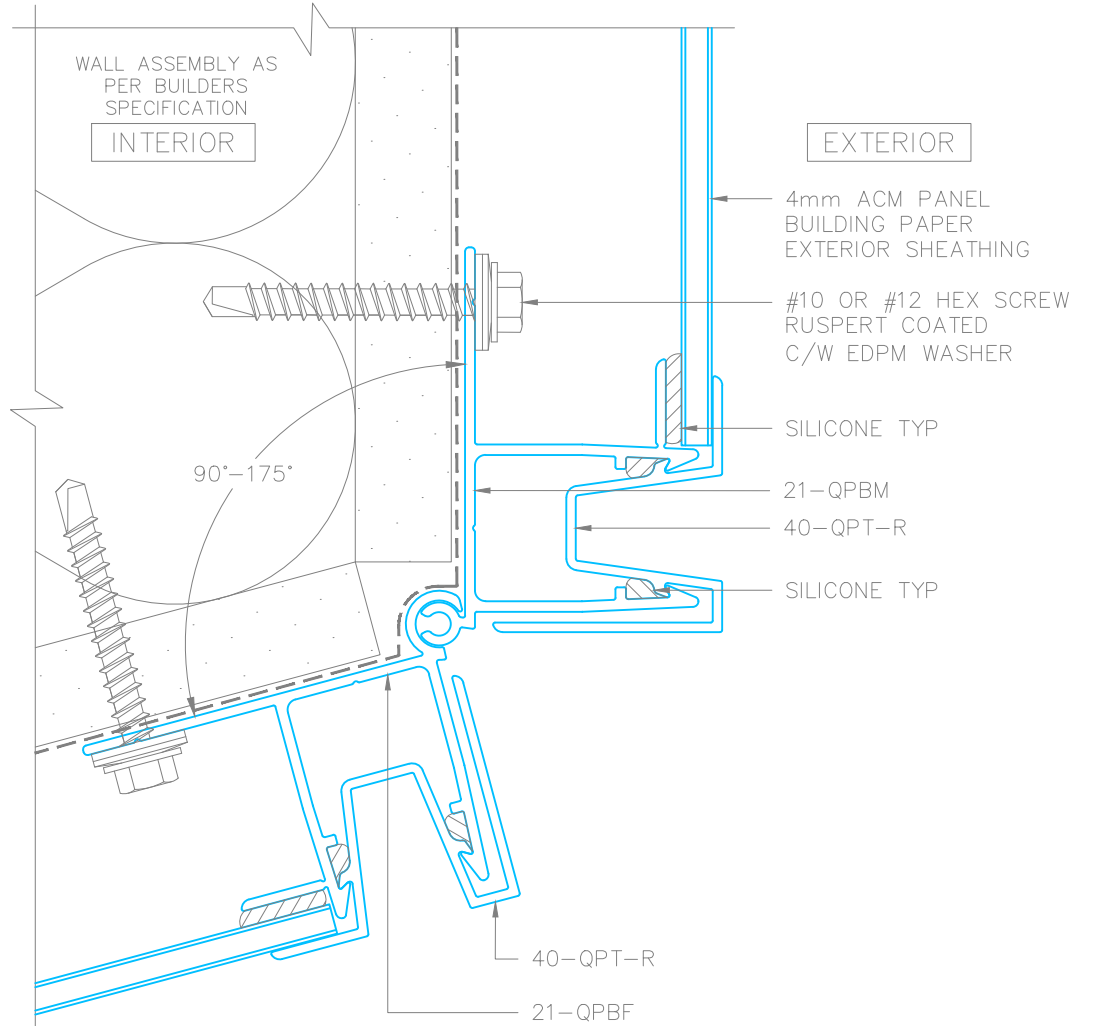 WALL ASSEMBLY AS
PER BUILDERS
SPECIFICATION
INTERIOR
EXTERIOR
4mm ACM PANEL
BUILDING PAPER
EXTERIOR SHEATHING
#10 OR #12 HEX SCREW
RUSPERT COATED
C/W EDPM WASHER
SILICONE TYP
90°-175°
21-QPBM
40-QPT-R
SILICONE TYP
40-QPT-R
21-QPBF